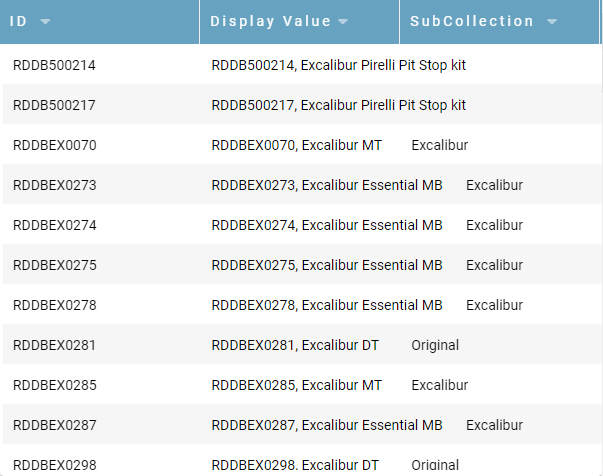 ID Display Value SubCollection
RDDB500214 RDDB500214, Excalibur Pirelli Pit Stop kit
RDDB500217 RDDB500217, Excalibur Pirelli Pit Stop kit
RDDBEX0070 RDDBEX0070, Excalibur MT Excalibur
RDDBEX0273 RDDBEX0273, Excalibur Essential MB Excalibur
RDDBEX0274 RDDBEX0274, Excalibur Essential MB Excalibur
RDDBEX0275 RDDBEX0275, Excalibur Essential MB Excalibur
RDDBEX0278 RDDBEX0278, Excalibur Essential MB Excalibur
RDDBEX0281 RDDBEX0281, Excalibur DT Original
RDDBEX0285 RDDBEX0285, Excalibur MT Excalibur
RDDBEX0287 RDDBEX0287, Excalibur Essential MB Excalibur
RDDBEX0298 RDDBEX0298, Excalibur DT Original